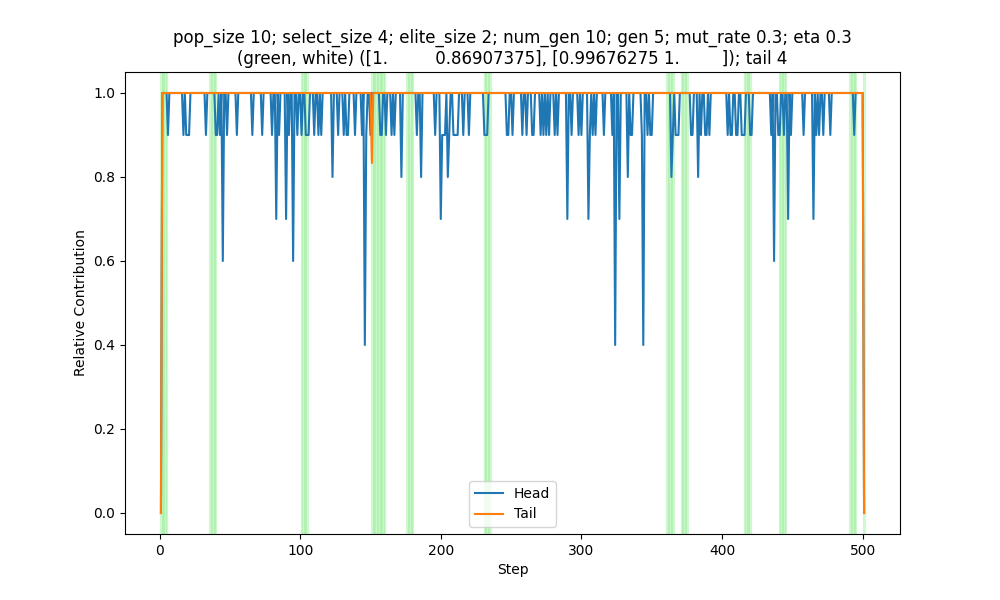 pop_size 10; select_size 4; elite_size 2; num_gen 10; gen 5; mut_rate 0.3; eta 0.3
(green, white) ([1.          0.86907375], [0.99676275 1.         ]); tail 4
Relative Contribution
1.0
0.8
0.6
0.4
0.2
0.0
Head
Tail
0
100
200
300
400
500
Step